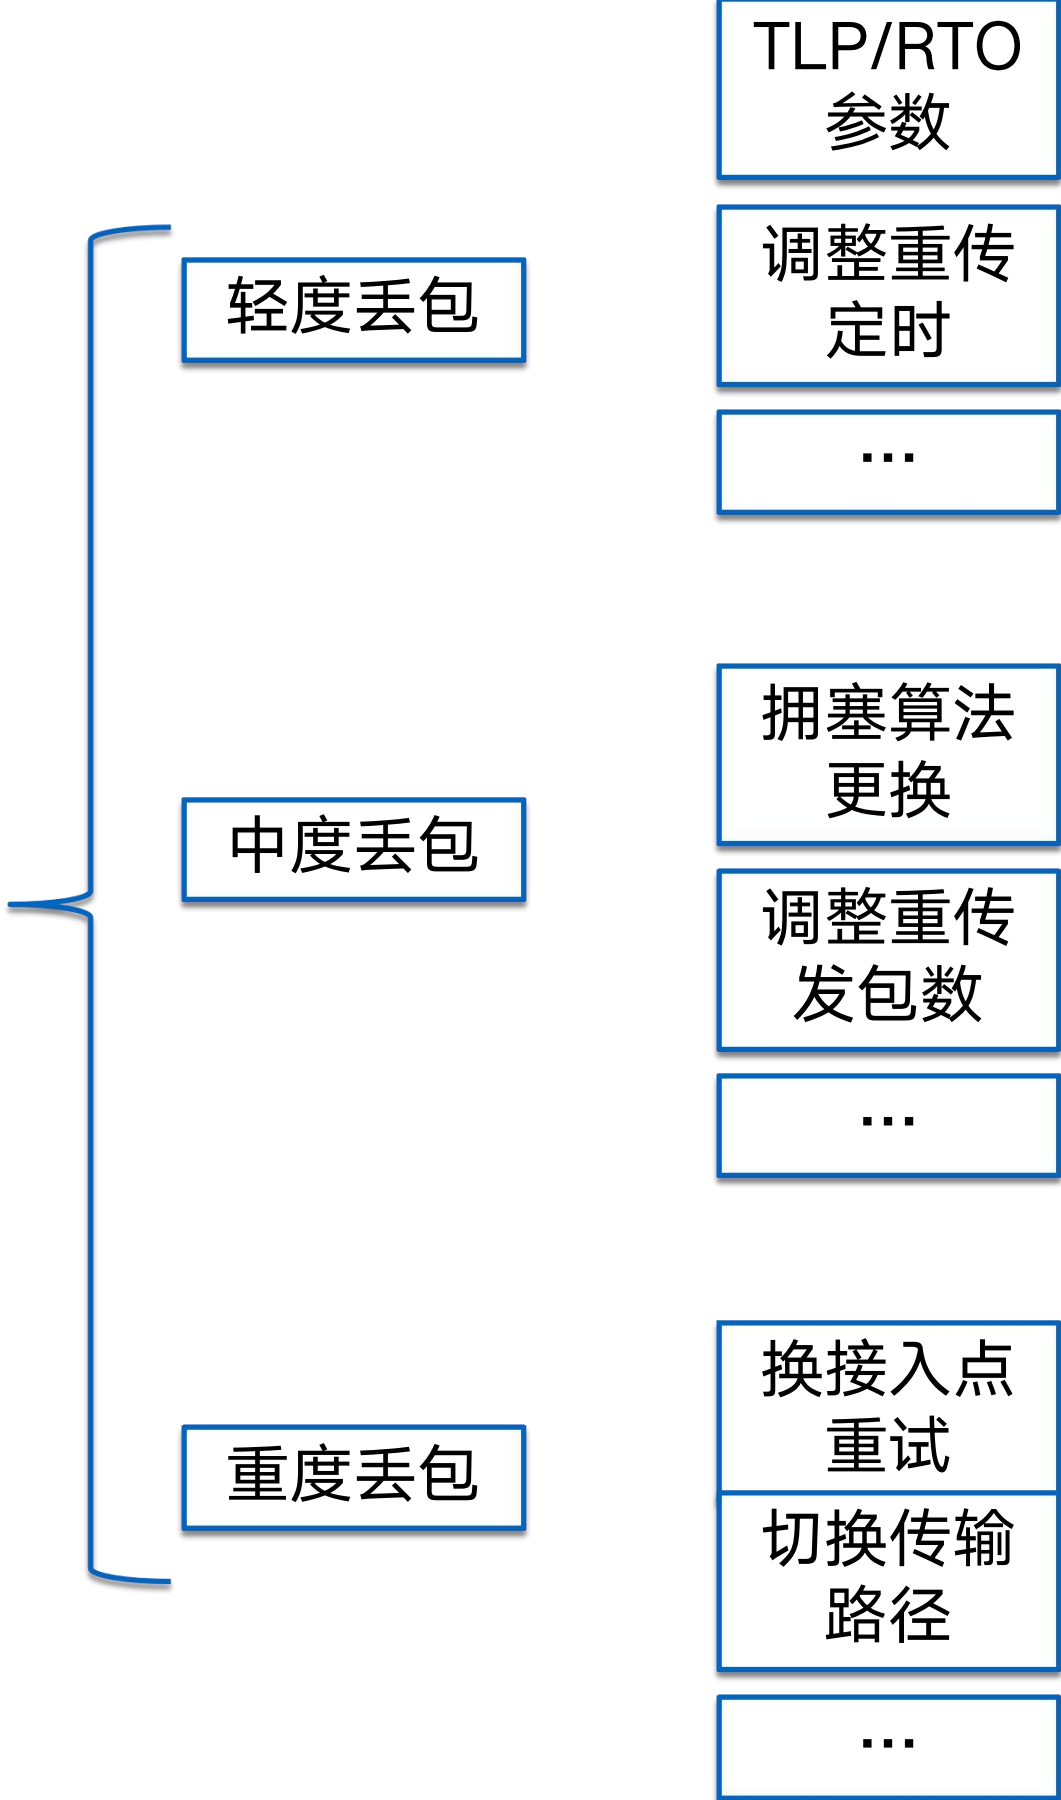 TLP/RTO
参数
轻度丢包
调整重传
定时
...
中度丢包
拥塞算法
更换
调整重传
发包数
...
重度丢包
换接入点
重试
切换传输
路径
...